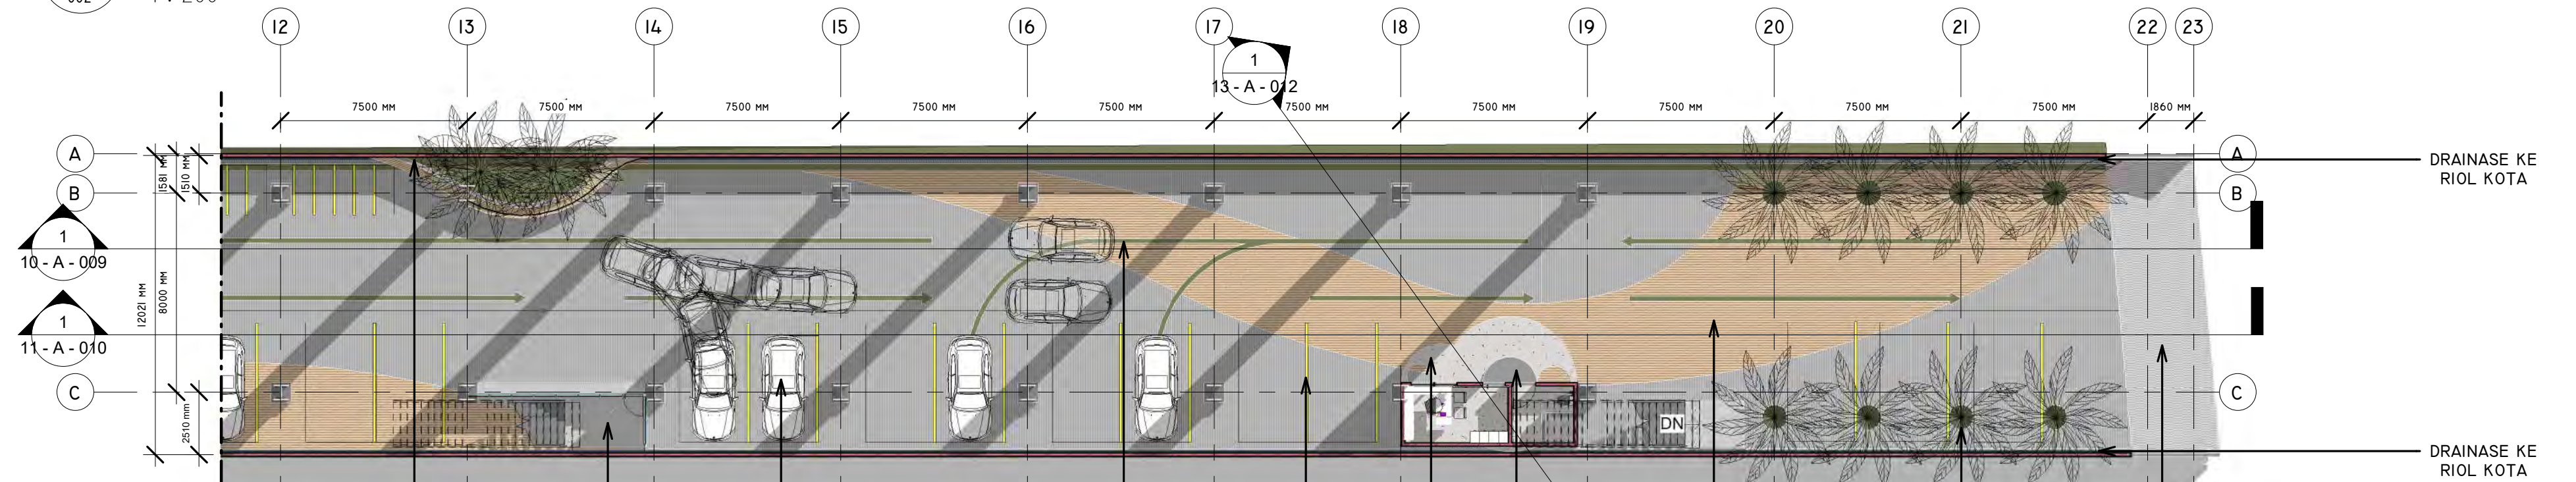 12 13 14 15 16 17 18 19 20 21 22 23
1
13 - A - 012
7500 MM 7500 MM 7500 MM 7500 MM 7500 MM 7500 MM 7500 MM 7500 MM 7500 MM 7500 MM 1860 MM
A
A
DRAINASE KE
RIOL KOTA
1581 MM
1510 MM
B
B
1
10 - A - 009
12021 MM
8000 MM
1
11 - A - 010
C
C
2510 mm
DN
DRAINASE KE
RIOL KOTA